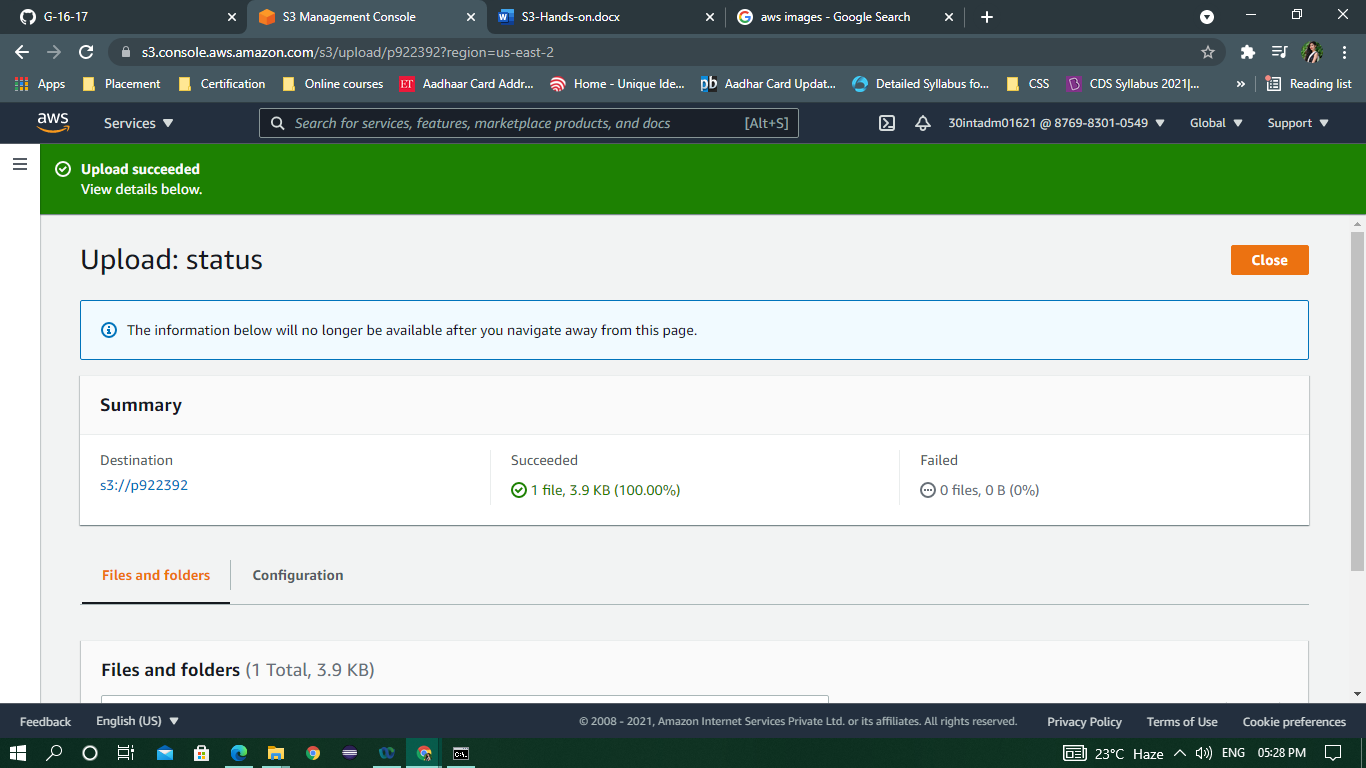 G-16-17
S3 Management Console
S3-Hands-on.docx
aws images - Google Search
s3.console.aws.amazon.com/s3/upload/p922392?region=us-east-2
Apps
Placement
Certification
Online courses
ET
Aadhaar Card Addr...
Home - Unique Ide...
pb
Aadhar Card Updat...
Detailed Syllabus fo...
CSS
CDS Syllabus 2021|...
»
Reading list
aws
Services
Search for services, features, marketplace products, and docs
[Alt+S]
30intadm01621 @ 8769-8301-0549
Global
Support
Upload succeeded
View details below.
Upload: status
Close
The information below will no longer be available after you navigate away from this page.
Summary
Destination
s3://p922392
Succeeded
1 file, 3.9 KB (100.00%)
Failed
0 files, 0 B (0%)
Files and folders
Configuration
Files and folders (1 Total, 3.9 KB)
Feedback
English (US)
© 2008 - 2021, Amazon Internet Services Private Ltd. or its affiliates. All rights reserved.
Privacy Policy
Terms of Use
Cookie preferences
23°C Haze
ENG
05:28 PM